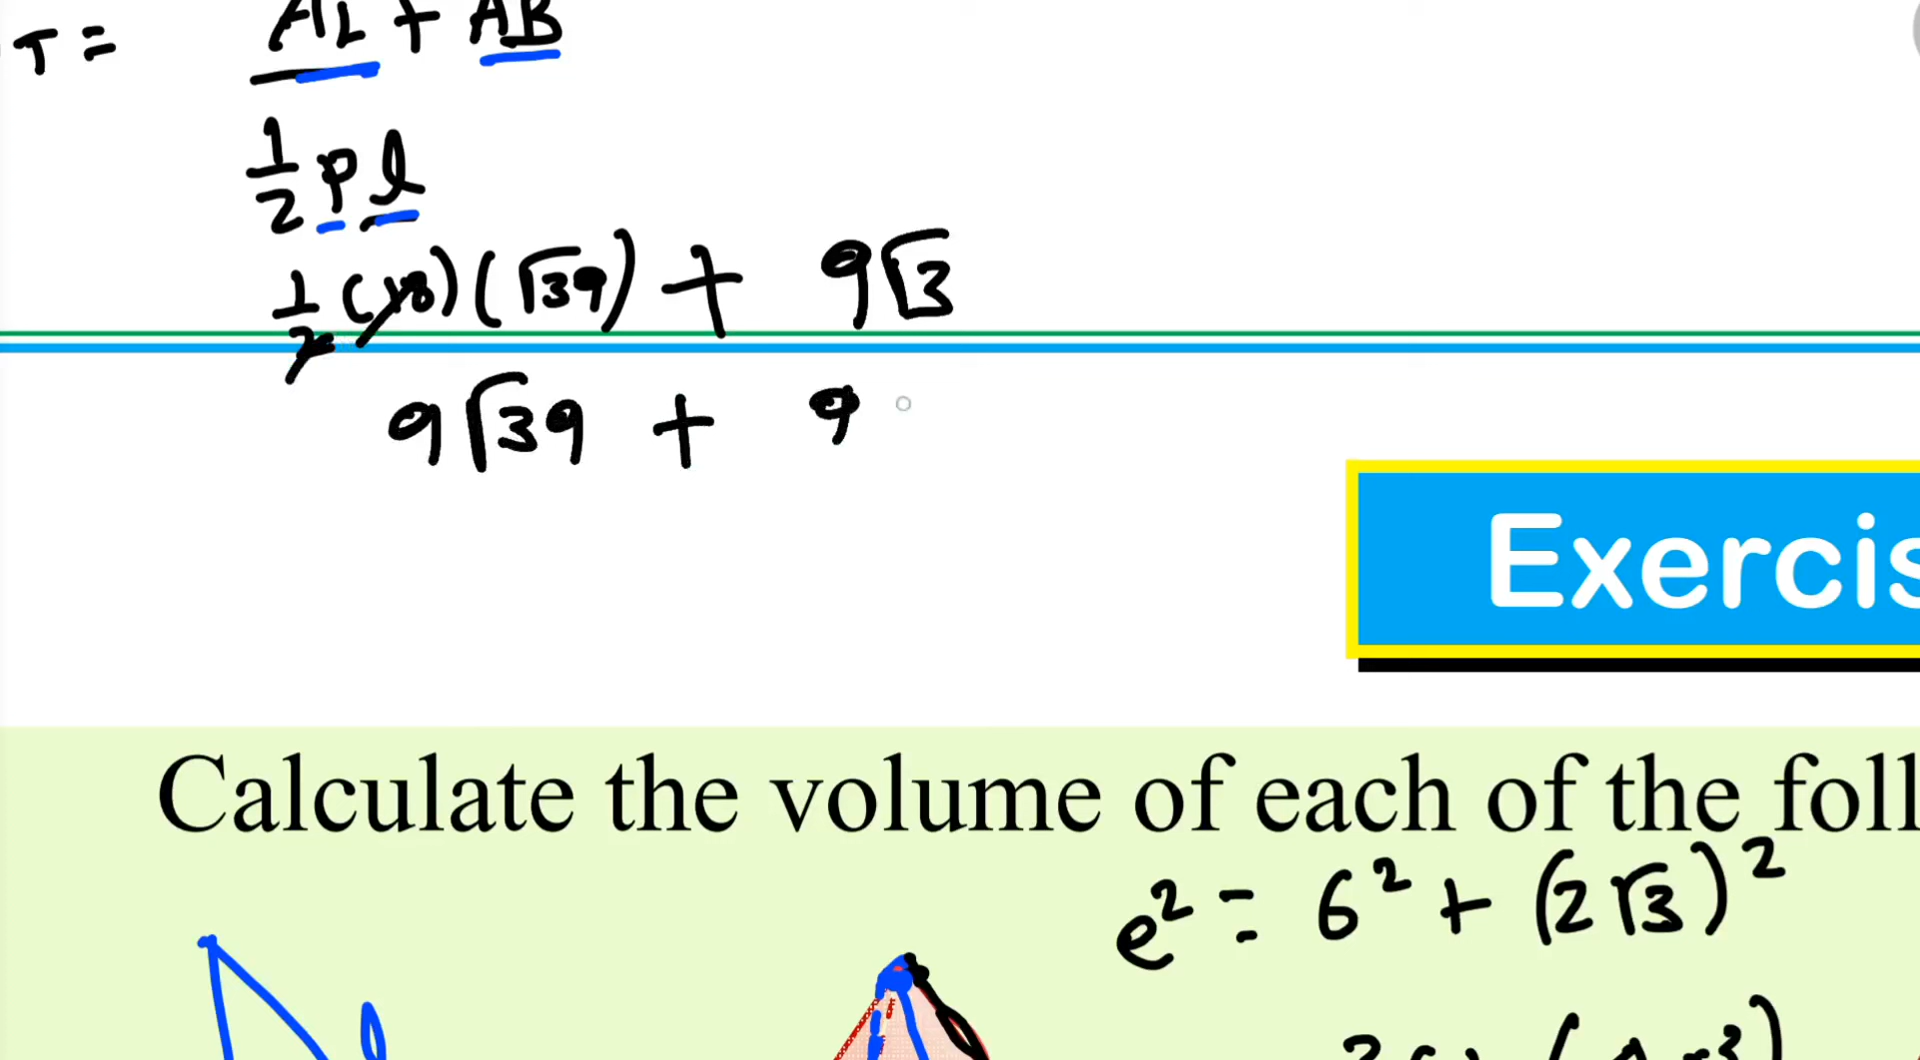 T = AL + AB
1/2 p l
1/2 (18) (√39) + 9√3
9√39 + 9
Exercis
Calculate the volume of each of the foll
e² = 6² + (2√3)²
l